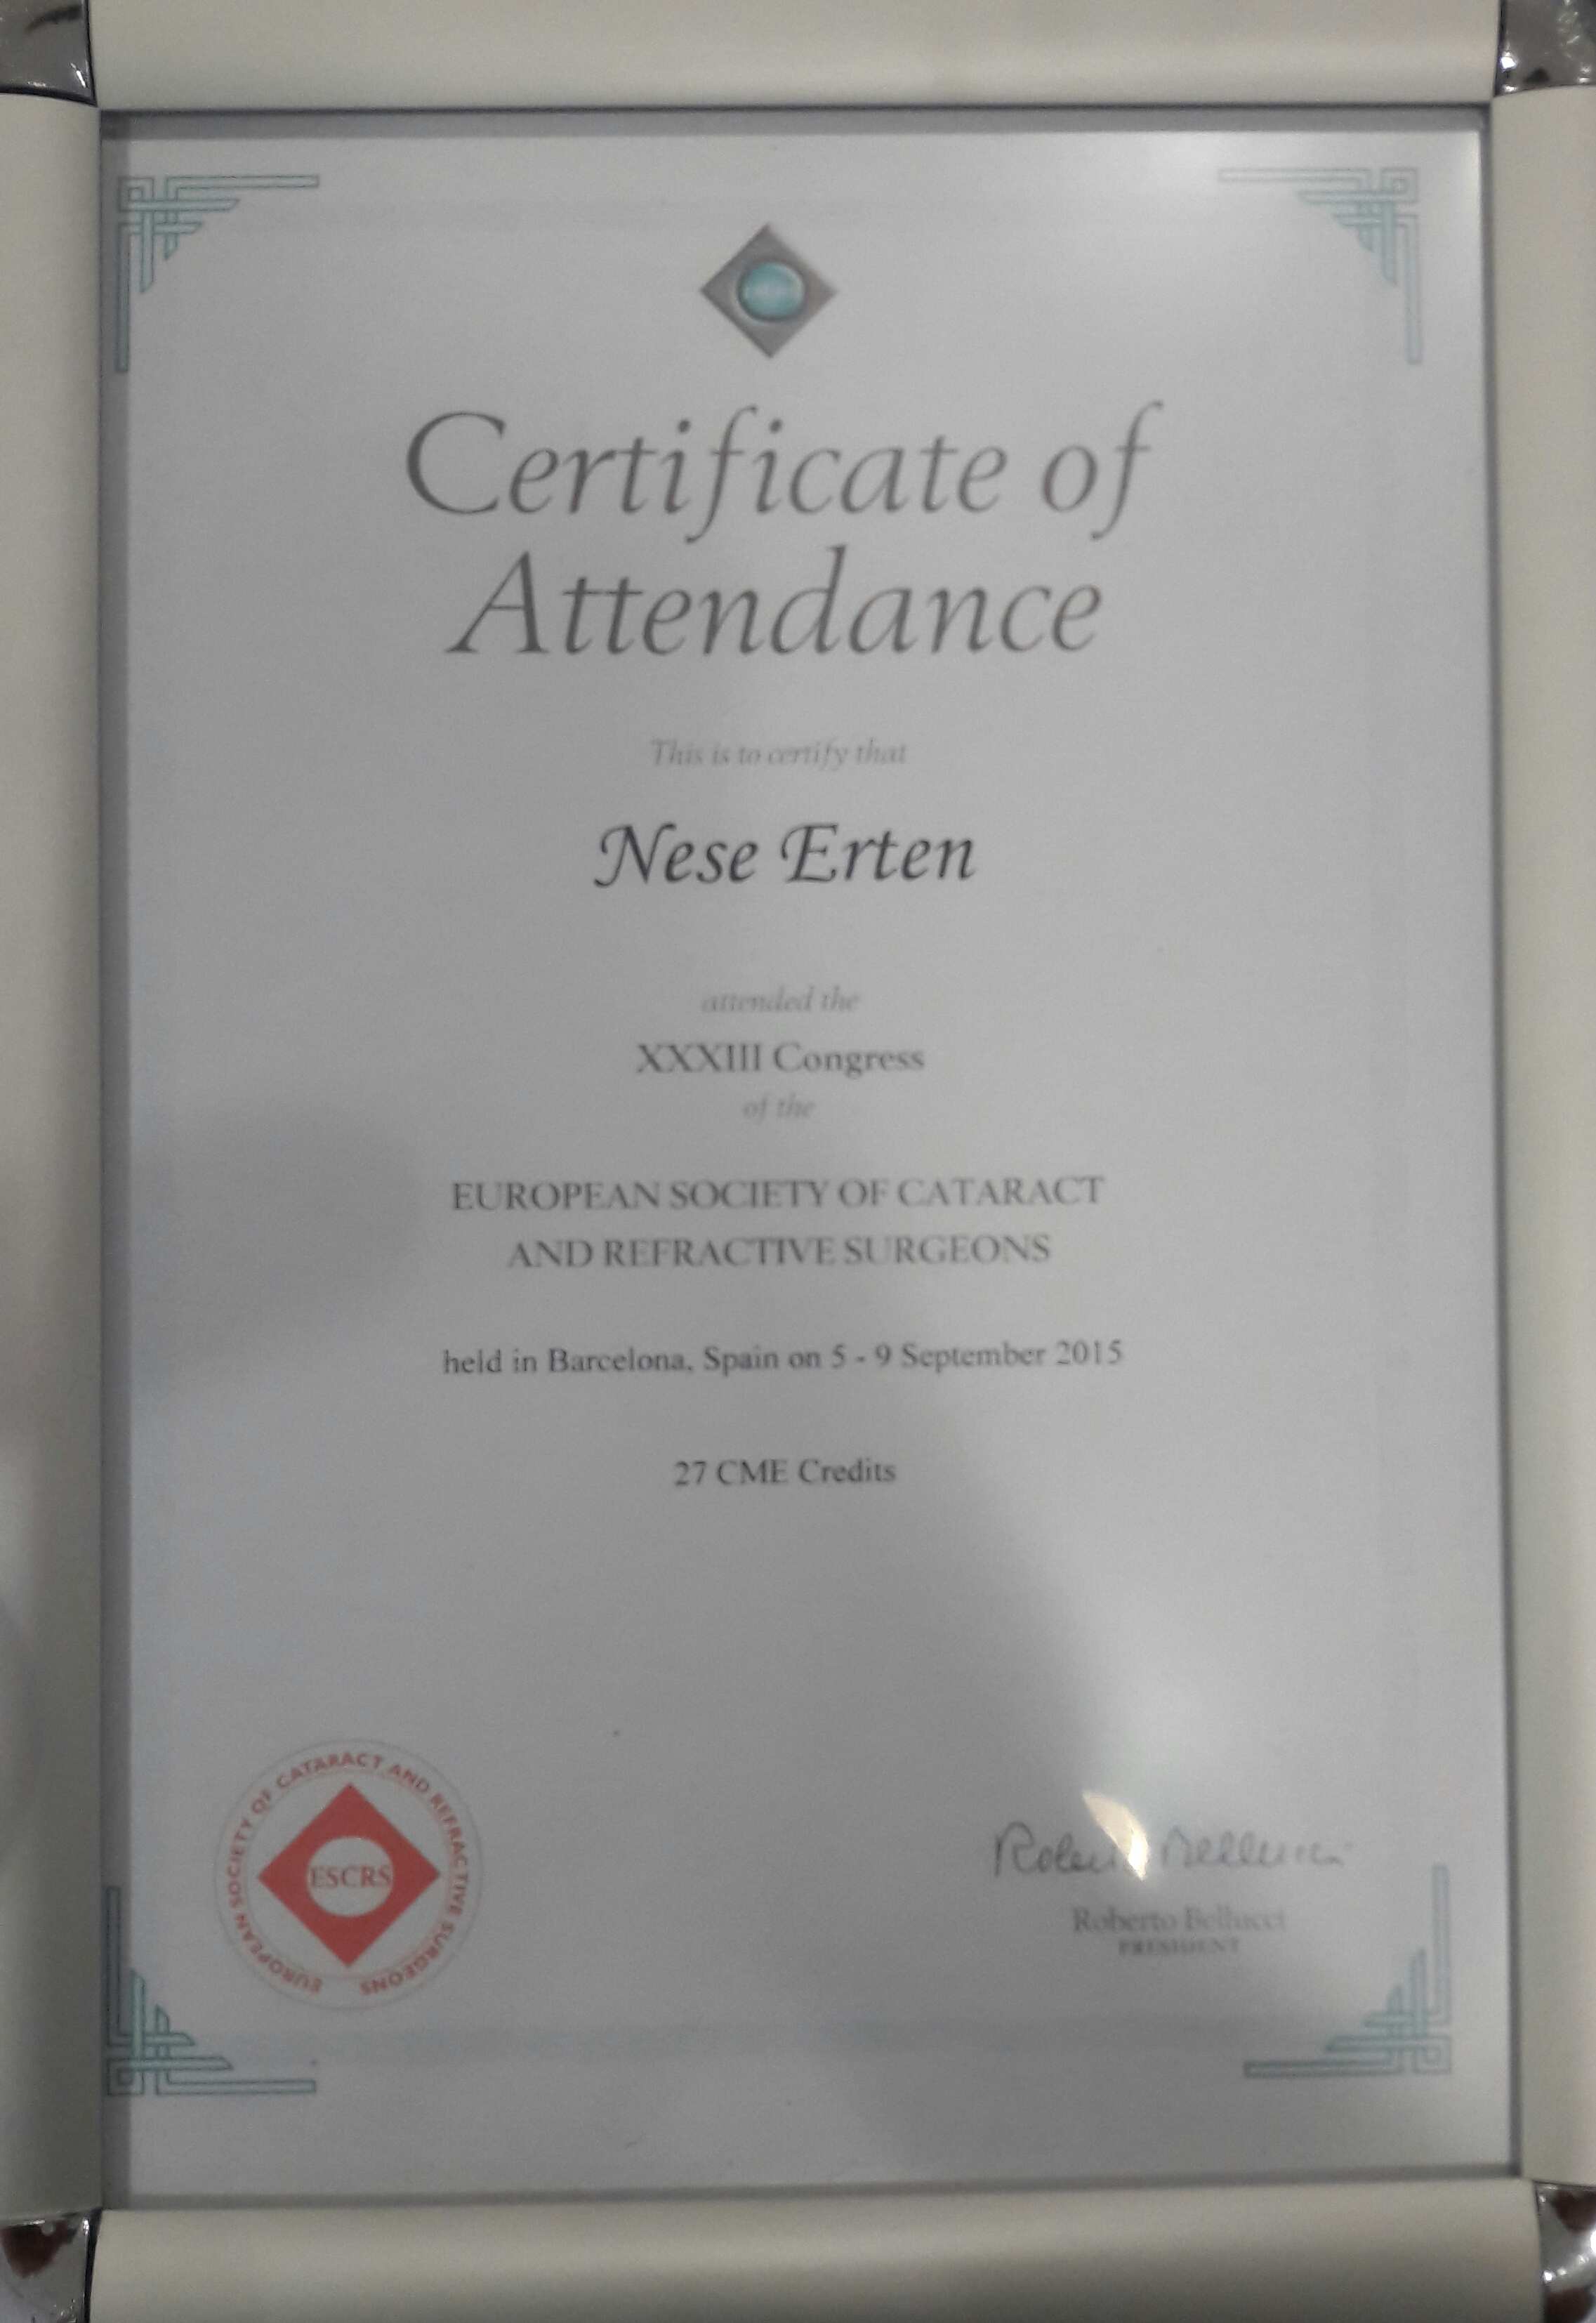 Certificate of
Attendance
This is to certify that
Nese Erten
attended the
XXXIII Congress
of the
EUROPEAN SOCIETY OF CATARACT
AND REFRACTIVE SURGEONS
held in Barcelona, Spain on 5 - 9 September 2015
27 CME Credits
EUROPEAN SOCIETY OF CATARACT AND REFRACTIVE SURGEONS
ESCRS
Roberto Bellucci
Roberto Bellucci
PRESIDENT